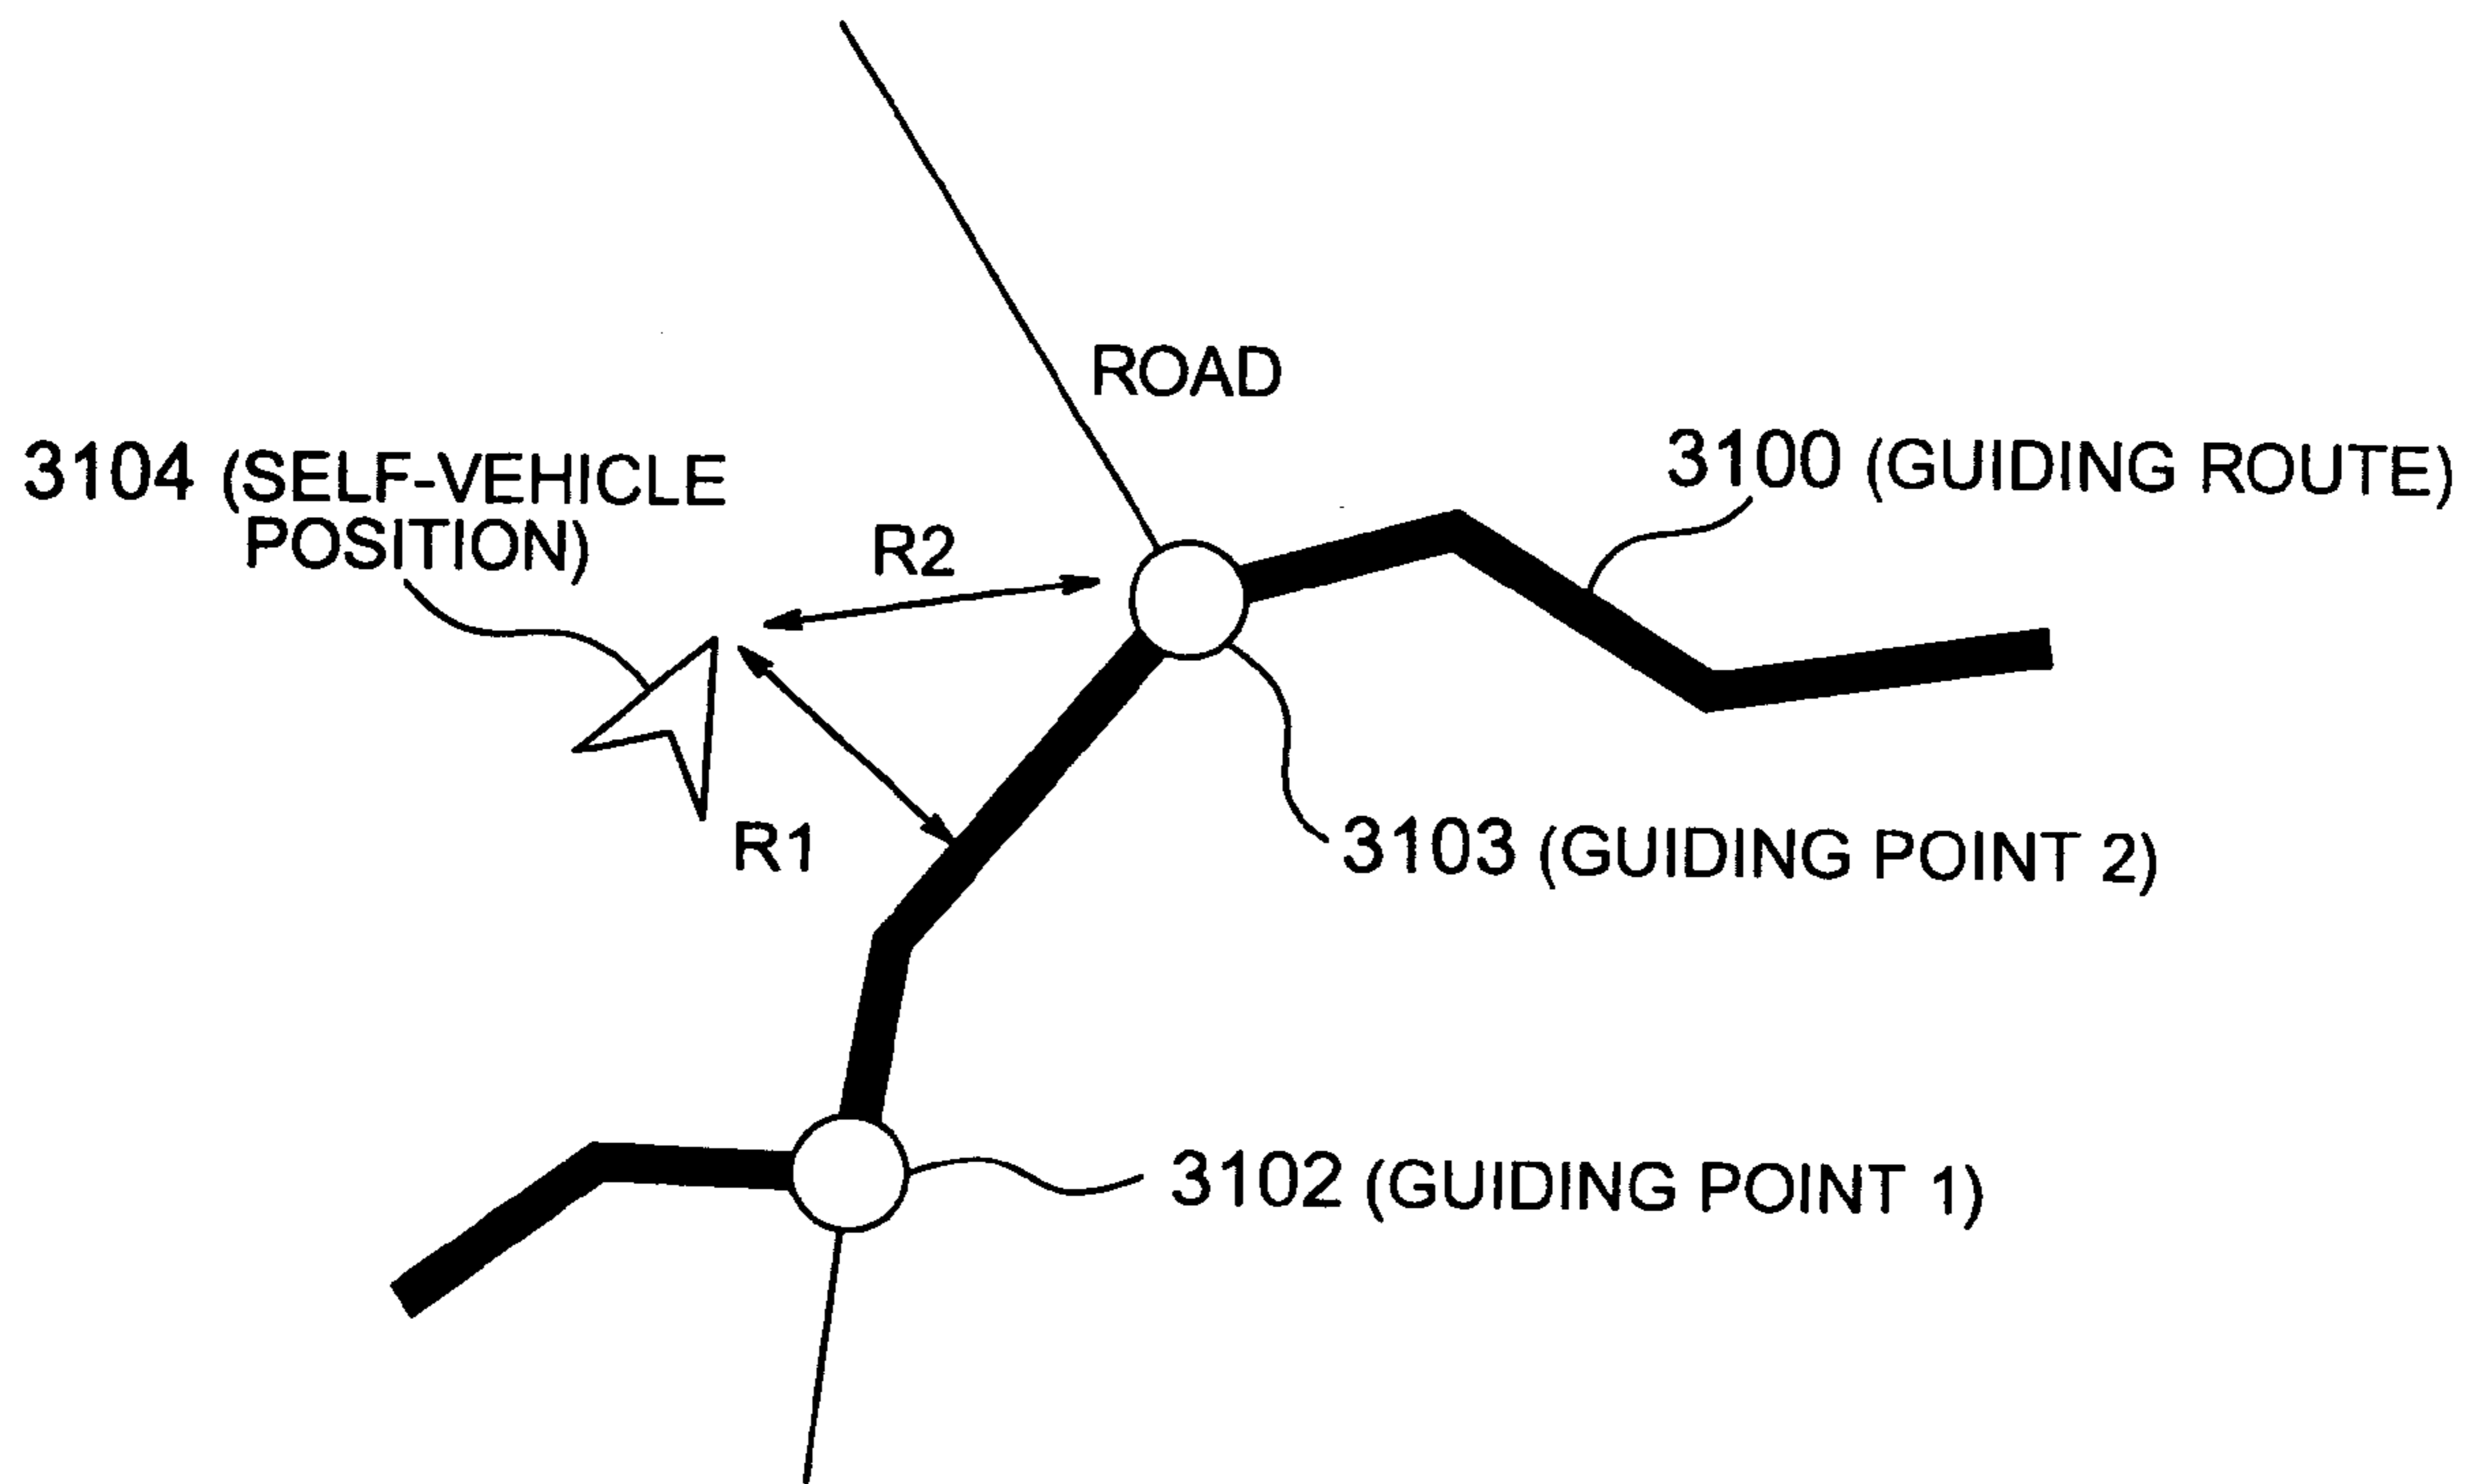 ROAD
3104 (SELF-VEHICLE
POSITION)
3100 (GUIDING ROUTE)
R2
R1
3103 (GUIDING POINT 2)
3102 (GUIDING POINT 1)